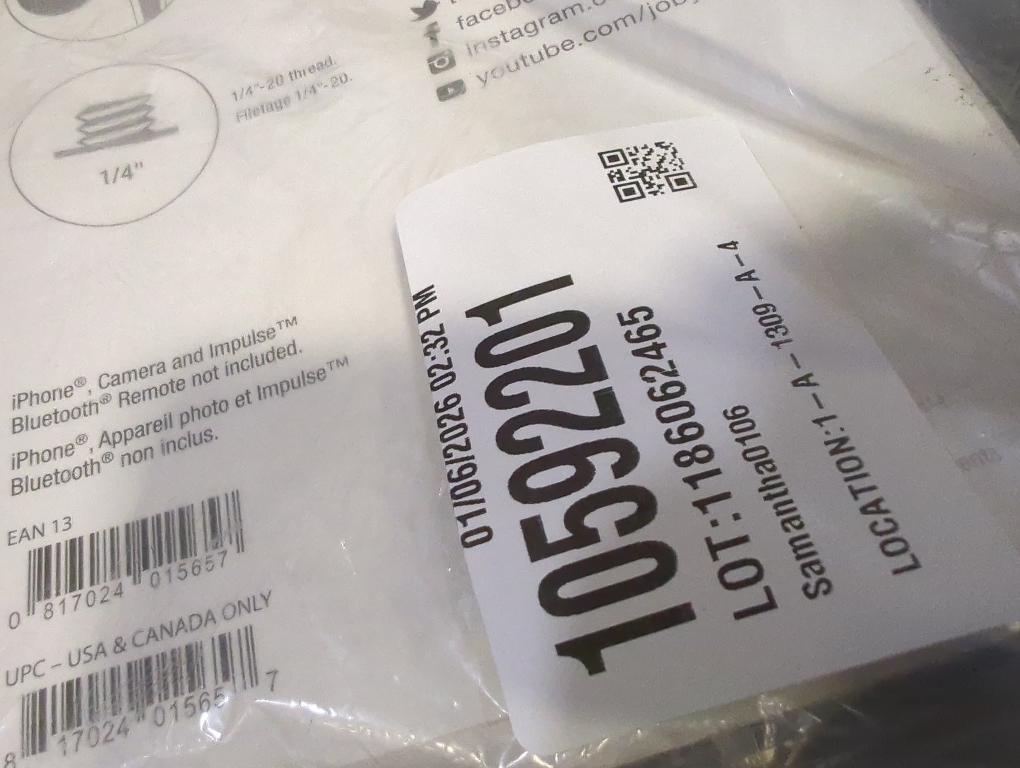 instagram.
youtube.com/joby
1/4"-20 thread.
Filetage 1/4"-20.
1/4"
iPhone®, Camera and Impulse™
Bluetooth® Remote not included.
iPhone®, Appareil photo et Impulse™
Bluetooth® non inclus.
EAN 13
0 817024 015657
UPC – USA & CANADA ONLY
8 17024 01565 7
01/06/2026 02:32 PM
10592201
LOT:1186062465
Samantha0106
LOCATION:1-A-A-1309-A-4